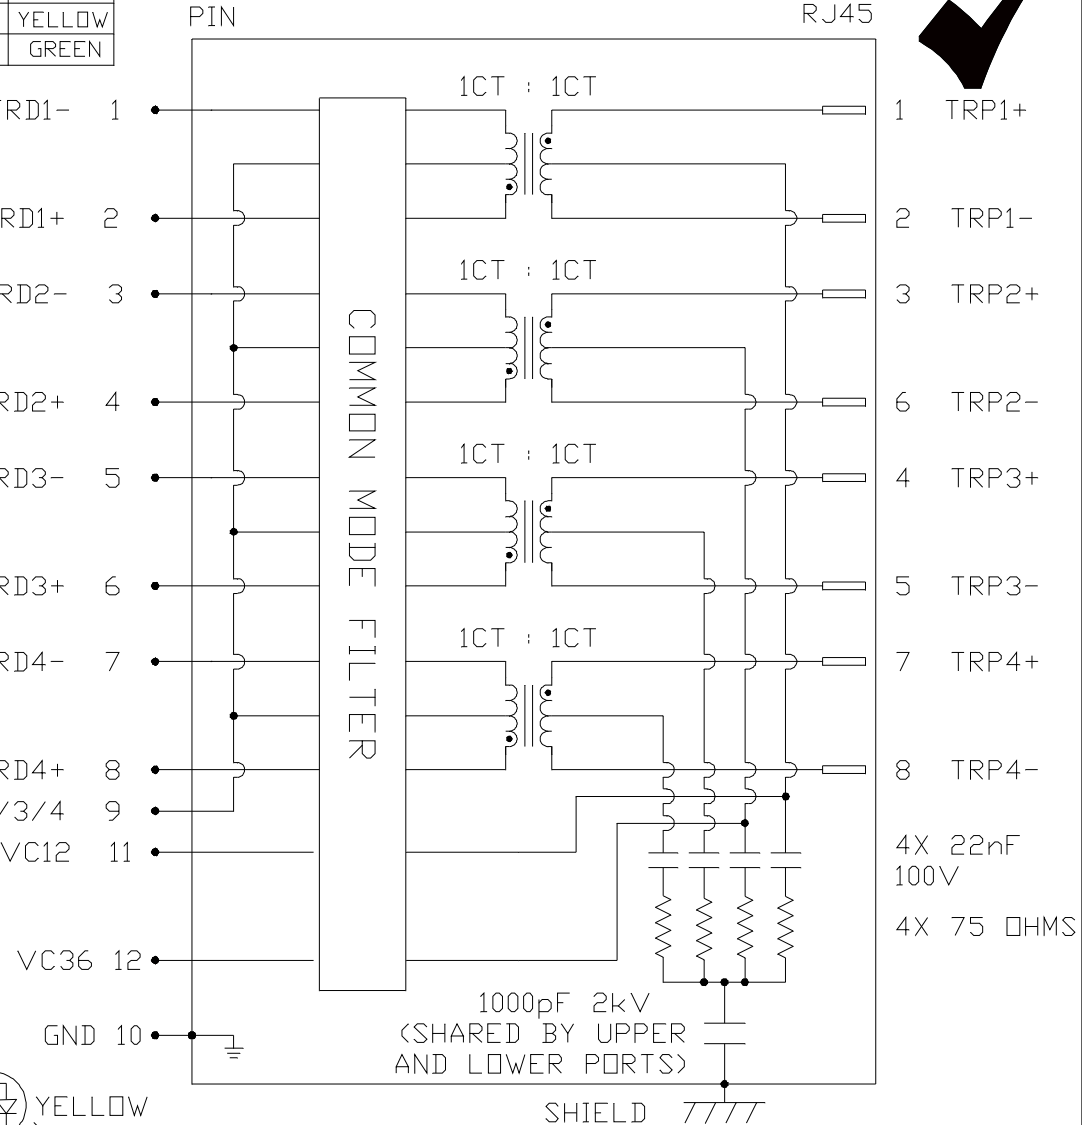 YELLOW
GREEN
PIN
RJ45
1CT : 1CT
TRD1- 1
1 TRP1+
RD1+ 2
2 TRP1-
1CT : 1CT
RD2- 3
3 TRP2+
RD2+ 4
6 TRP2-
COMMON MODE FILTER
1CT : 1CT
RD3- 5
4 TRP3+
RD3+ 6
5 TRP3-
1CT : 1CT
RD4- 7
7 TRP4+
RD4+ 8
8 TRP4-
/3/4 9
VC12 11
4X 22nF
100V
4X 75 OHMS
VC36 12
1000pF 2kV
(SHARED BY UPPER
AND LOWER PORTS)
GND 10
YELLOW
SHIELD